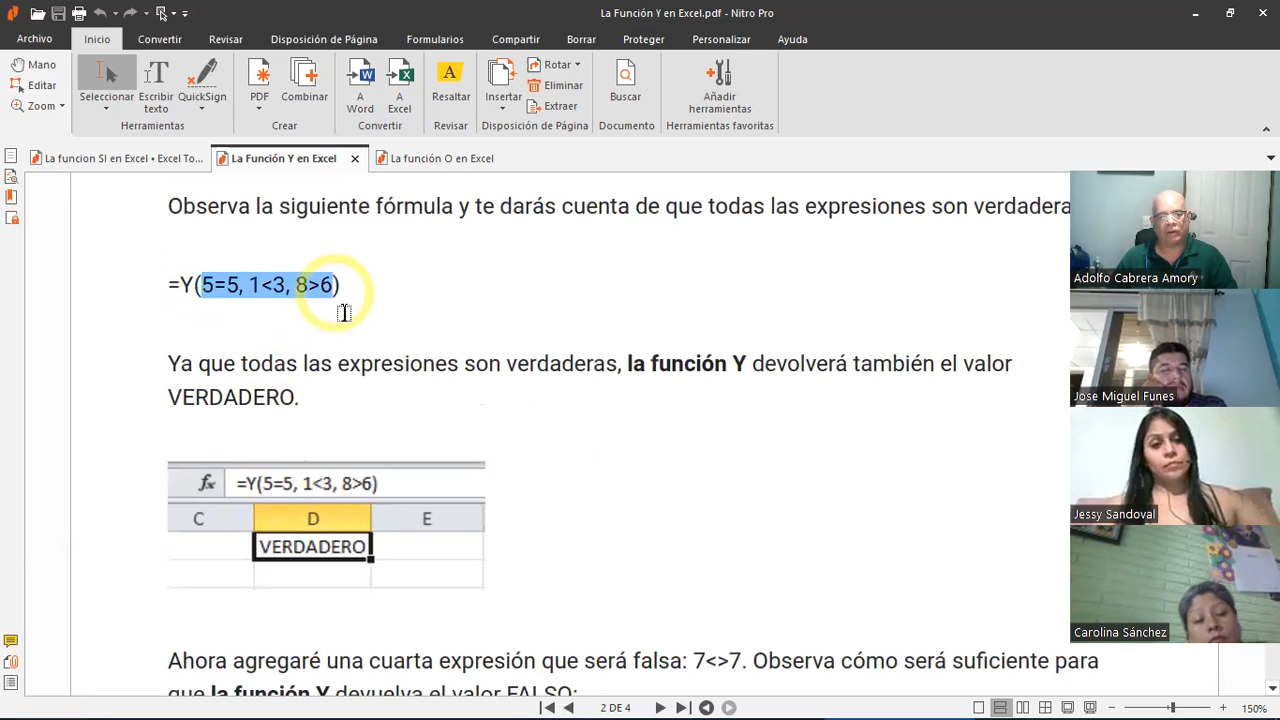 La Función Y en Excel.pdf - Nitro Pro
Archivo Inicio Convertir Revisar Disposición de Página Formularios Compartir Borrar Proteger Personalizar Ayuda
Mano
Editar
Zoom
Seleccionar
Escribir texto
QuickSign
Herramientas
PDF
Combinar
Crear
A Word
A Excel
Convertir
Resaltar
Revisar
Insertar
Rotar
Eliminar
Extraer
Disposición de Página
Buscar
Documento
Añadir herramientas
Herramientas favoritas
La funcion SI en Excel • Excel To...
La Función Y en Excel
La función O en Excel
Observa la siguiente fórmula y te darás cuenta de que todas las expresiones son verdadera
=Y(5=5, 1<3, 8>6)
Ya que todas las expresiones son verdaderas, la función Y devolverá también el valor
VERDADERO.
fx =Y(5=5, 1<3, 8>6)
C D E
VERDADERO
Ahora agregaré una cuarta expresión que será falsa: 7<>7. Observa cómo será suficiente para
que la función Y devuelva el valor FALSO:
Adolfo Cabrera Amory
Jose Miguel Funes
Jessy Sandoval
Carolina Sánchez
2 DE 4
150%